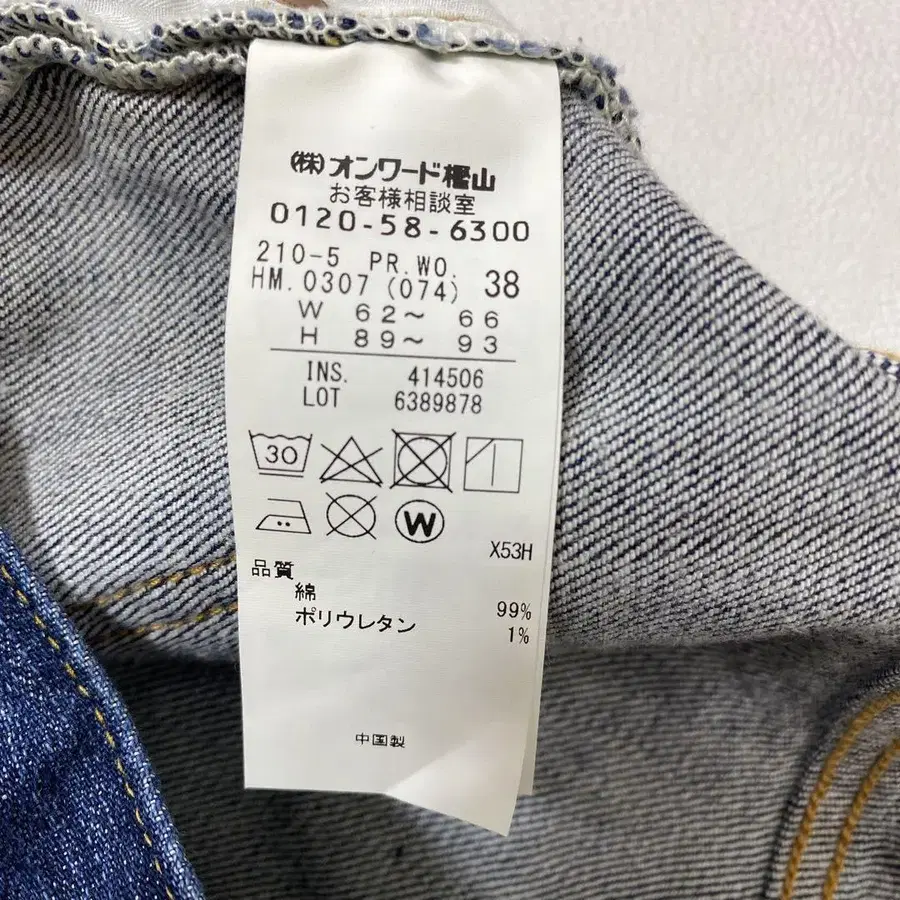 (株)オンワード樫山
お客様相談室
0120-58-6300
210-5 PR.WO. 38
HM.0307 (074)
W 62～ 66
H 89～ 93
INS. 414506
LOT 6389878
30
W
X53H
品質
綿 99%
ポリウレタン 1%
中国製